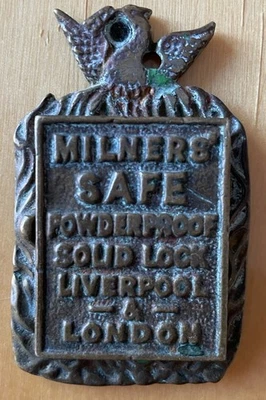 MILNERS'
SAFE
POWDERPROOF
SOLID LOCK
LIVERPOOL
—&—
LONDON